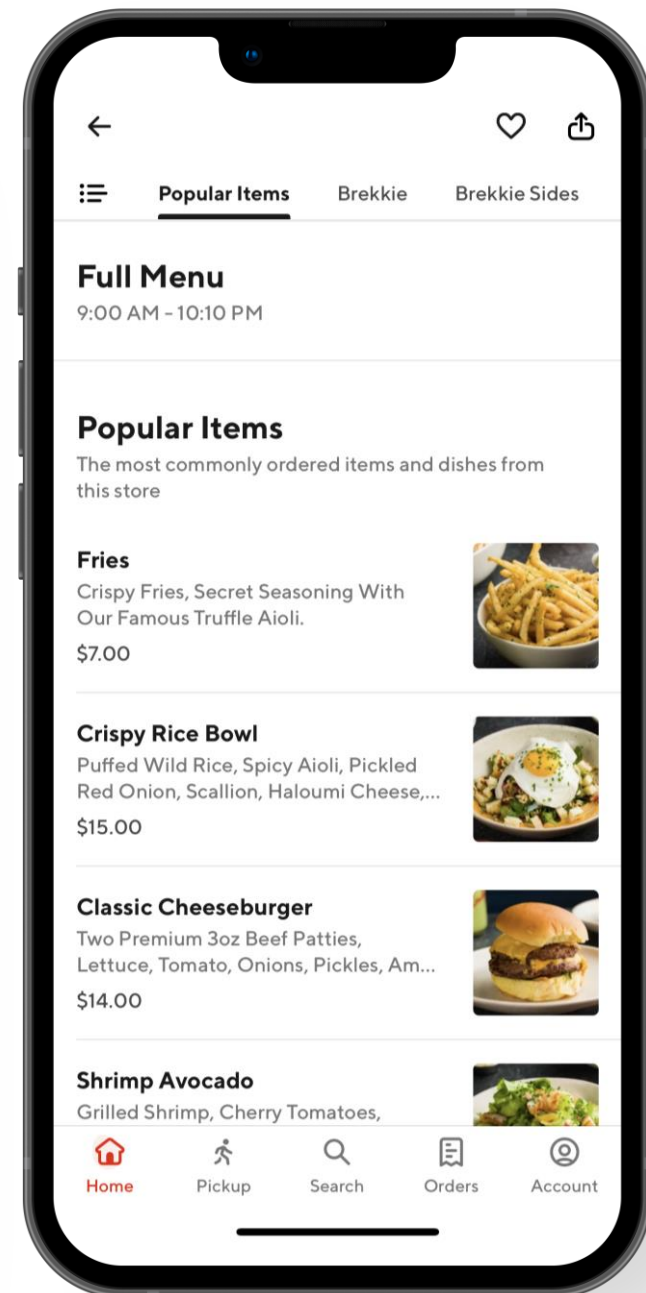 Popular Items Brekkie Brekkie Sides
Full Menu
9:00 AM – 10:10 PM
Popular Items
The most commonly ordered items and dishes from
this store
Fries
Crispy Fries, Secret Seasoning With
Our Famous Truffle Aioli.
$7.00
Crispy Rice Bowl
Puffed Wild Rice, Spicy Aioli, Pickled
Red Onion, Scallion, Haloumi Cheese,...
$15.00
Classic Cheeseburger
Two Premium 3oz Beef Patties,
Lettuce, Tomato, Onions, Pickles, Am...
$14.00
Shrimp Avocado
Grilled Shrimp, Cherry Tomatoes,
Home Pickup Search Orders Account